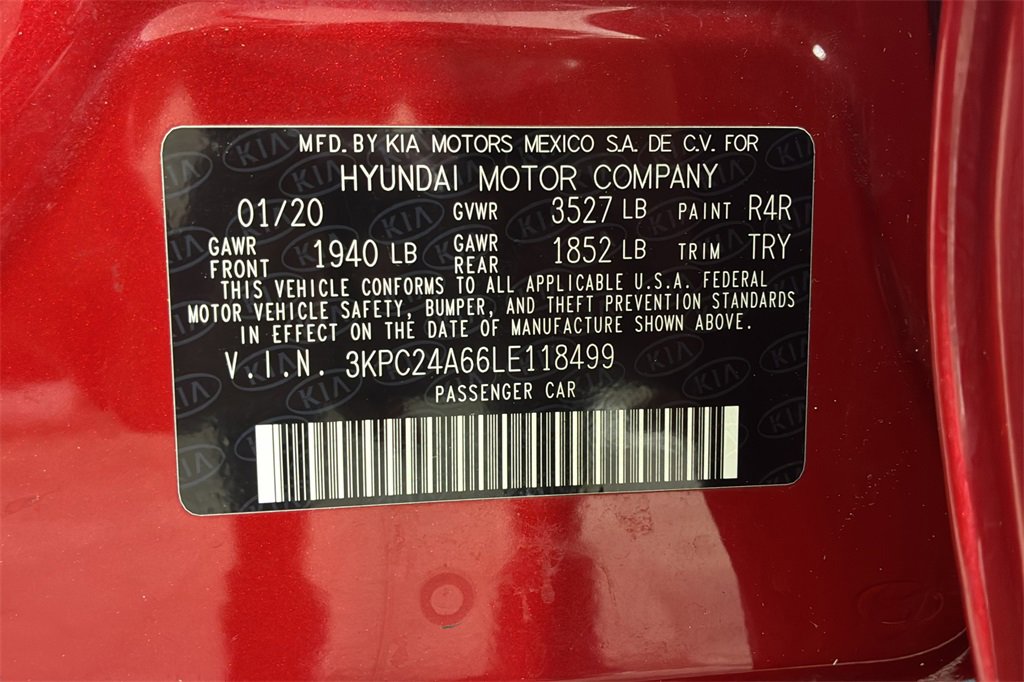 MFD. BY KIA MOTORS MEXICO S.A. DE C.V. FOR
HYUNDAI MOTOR COMPANY
01/20 GVWR 3527 LB PAINT R4R
GAWR FRONT 1940 LB GAWR REAR 1852 LB TRIM TRY
THIS VEHICLE CONFORMS TO ALL APPLICABLE U.S.A. FEDERAL
MOTOR VEHICLE SAFETY, BUMPER, AND THEFT PREVENTION STANDARDS
IN EFFECT ON THE DATE OF MANUFACTURE SHOWN ABOVE.
V.I.N. 3KPC24A66LE118499
PASSENGER CAR